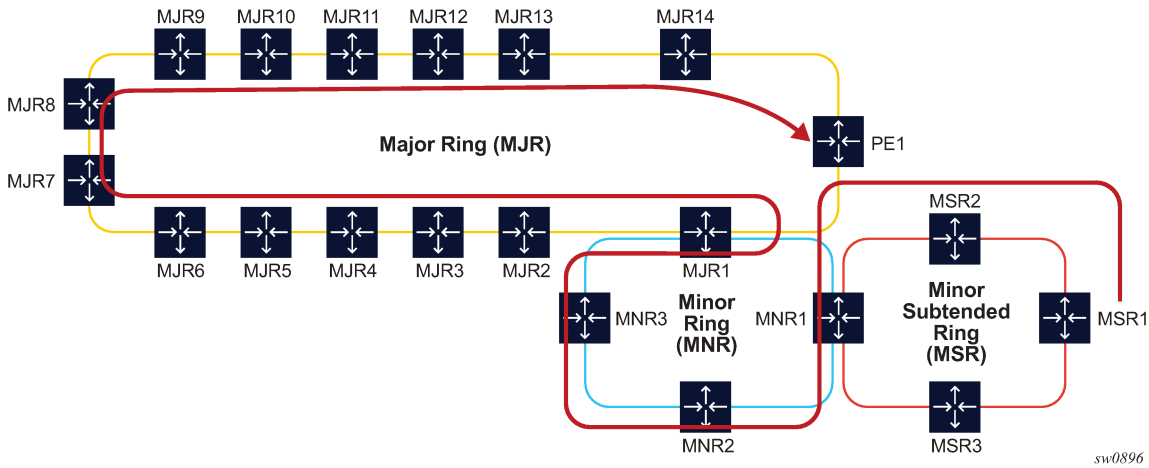 MJR9
MJR10
MJR11
MJR12
MJR13
MJR14
MJR8
Major Ring (MJR)
PE1
MJR7
MSR2
MJR6
MJR5
MJR4
MJR3
MJR2
MJR1
MNR3
Minor
Ring
(MNR)
MNR1
Minor
Subtended
Ring
(MSR)
MSR1
MNR2
MSR3
sw0896